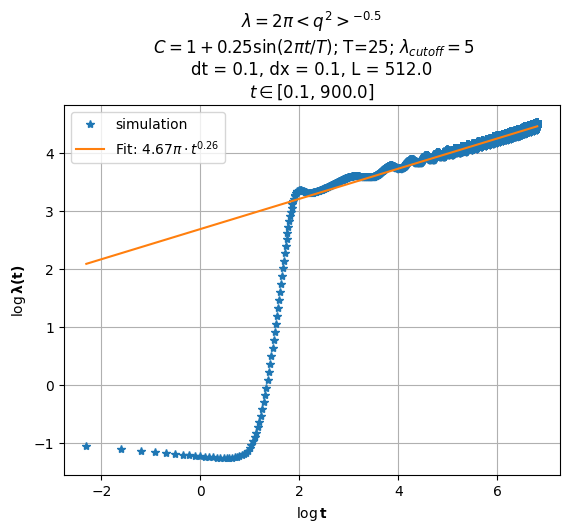 λ = 2π < q² >⁻⁰·⁵
C = 1 + 0.25sin(2πt/T); T=25; λ_cutoff = 5
dt = 0.1, dx = 0.1, L = 512.0
t ∈ [0.1, 900.0]
simulation
Fit: 4.67π · t⁰·²⁶
log λ(t)
4
3
2
1
0
−1
−2
0
2
4
6
log t